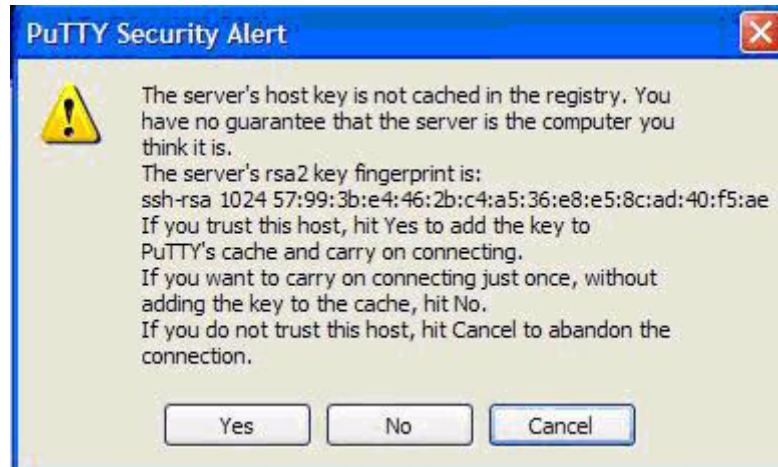 PuTTY Security Alert
The server's host key is not cached in the registry. You
have no guarantee that the server is the computer you
think it is.
The server's rsa2 key fingerprint is:
ssh-rsa 1024 57:99:3b:e4:46:2b:c4:a5:36:e8:e5:8c:ad:40:f5:ae
If you trust this host, hit Yes to add the key to
PuTTY's cache and carry on connecting.
If you want to carry on connecting just once, without
adding the key to the cache, hit No.
If you do not trust this host, hit Cancel to abandon the
connection.
Yes No Cancel